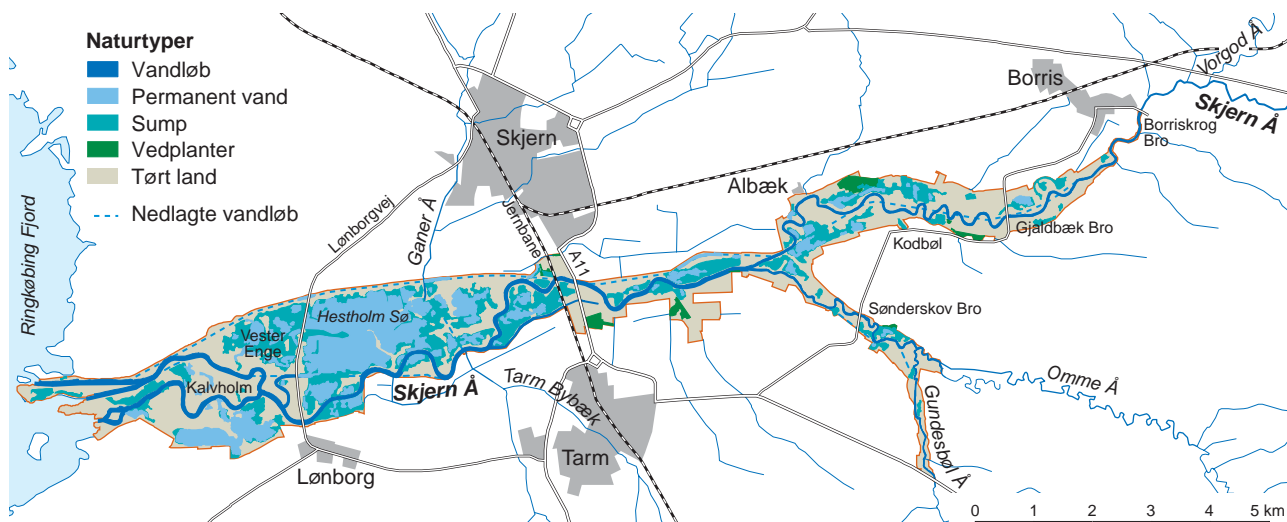 Naturtyper
Vandløb
Permanent vand
Sump
Vedplanter
Tørt land
Nedlagte vandløb
Ringkøbing Fjord
Lønborgvej
Ganer Å
Skjern
Jernbane
A11
Albæk
Borris
Vorgod Å
Skjern Å
Borriskrog
Bro
Gjaldbæk Bro
Kodbøl
Sønderskov Bro
Hestholm Sø
Vester
Enge
Kalvholm
Skjern Å
Tarm Bybæk
Omme Å
Gundesbøl Å
Lønborg
Tarm
0 1 2 3 4 5 km